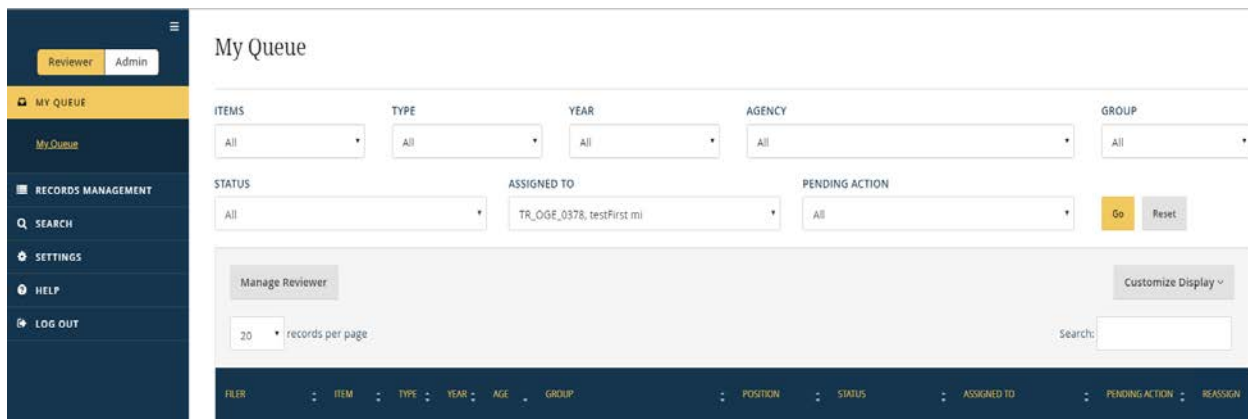 ☰
Reviewer Admin
My Queue
MY QUEUE
My Queue
RECORDS MANAGEMENT
SEARCH
SETTINGS
HELP
LOG OUT
ITEMS TYPE YEAR AGENCY GROUP
All All All All All
STATUS ASSIGNED TO PENDING ACTION
All TR_OGE_0378, testFirst mi All Go Reset
Manage Reviewer Customize Display
20 records per page Search:
FILER ITEM TYPE YEAR AGE GROUP POSITION STATUS ASSIGNED TO PENDING ACTION REASSIGN